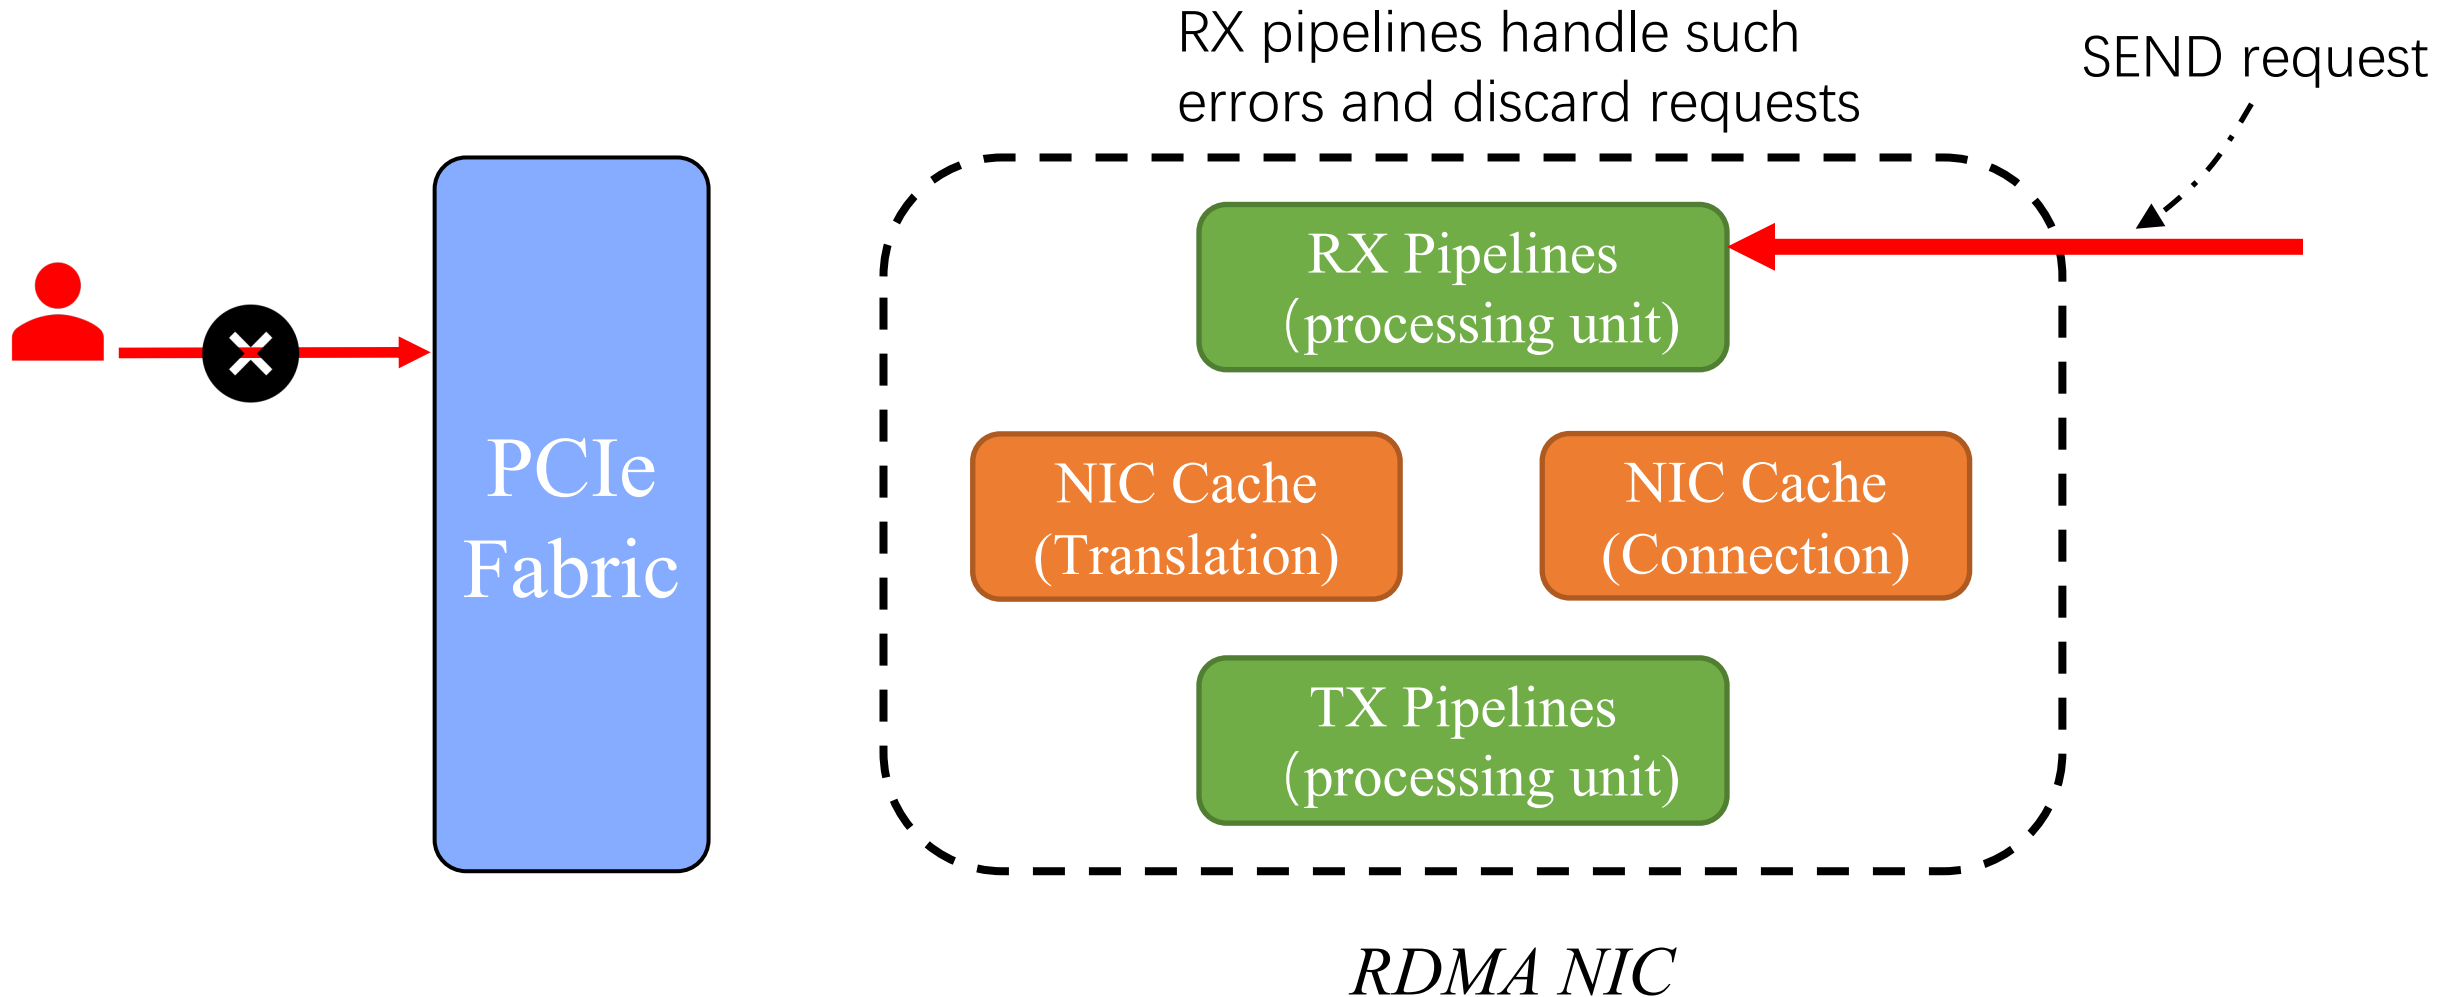 RX pipelines handle such
errors and discard requests
SEND request
RX Pipelines
(processing unit)
PCIe
Fabric
NIC Cache
(Translation)
NIC Cache
(Connection)
TX Pipelines
(processing unit)
RDMA NIC